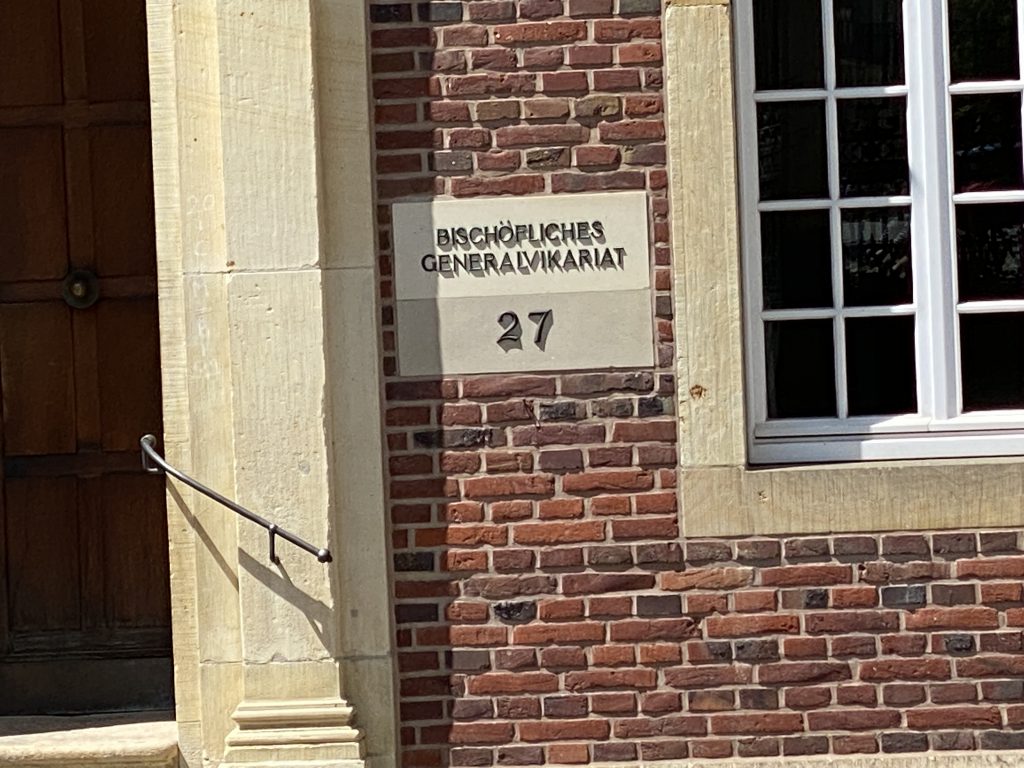 BISCHÖFLICHES
GENERALVIKARIAT
27